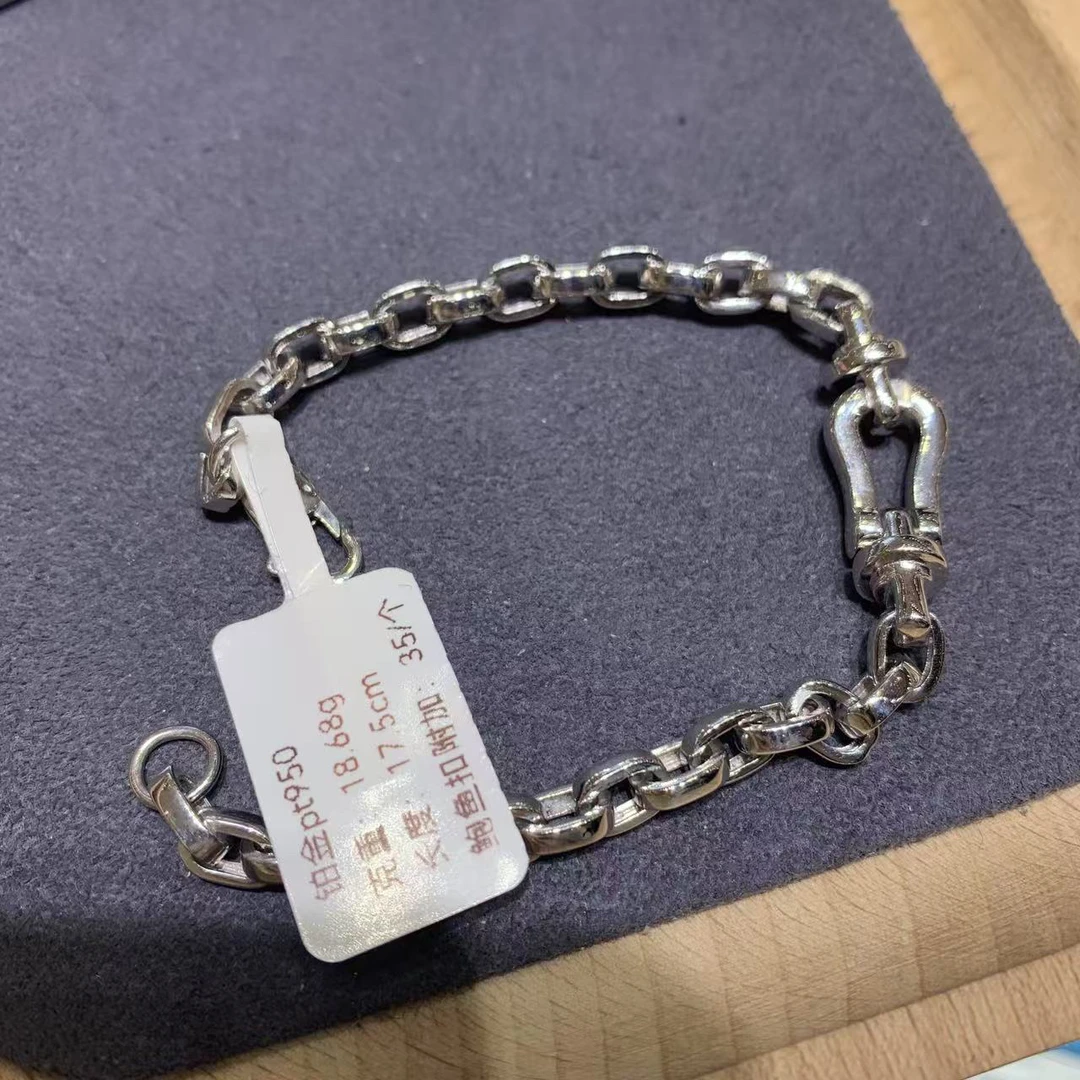 铂金pt950
克重 18.68g
长度 17.5cm
鲍鱼扣附加: 35/个